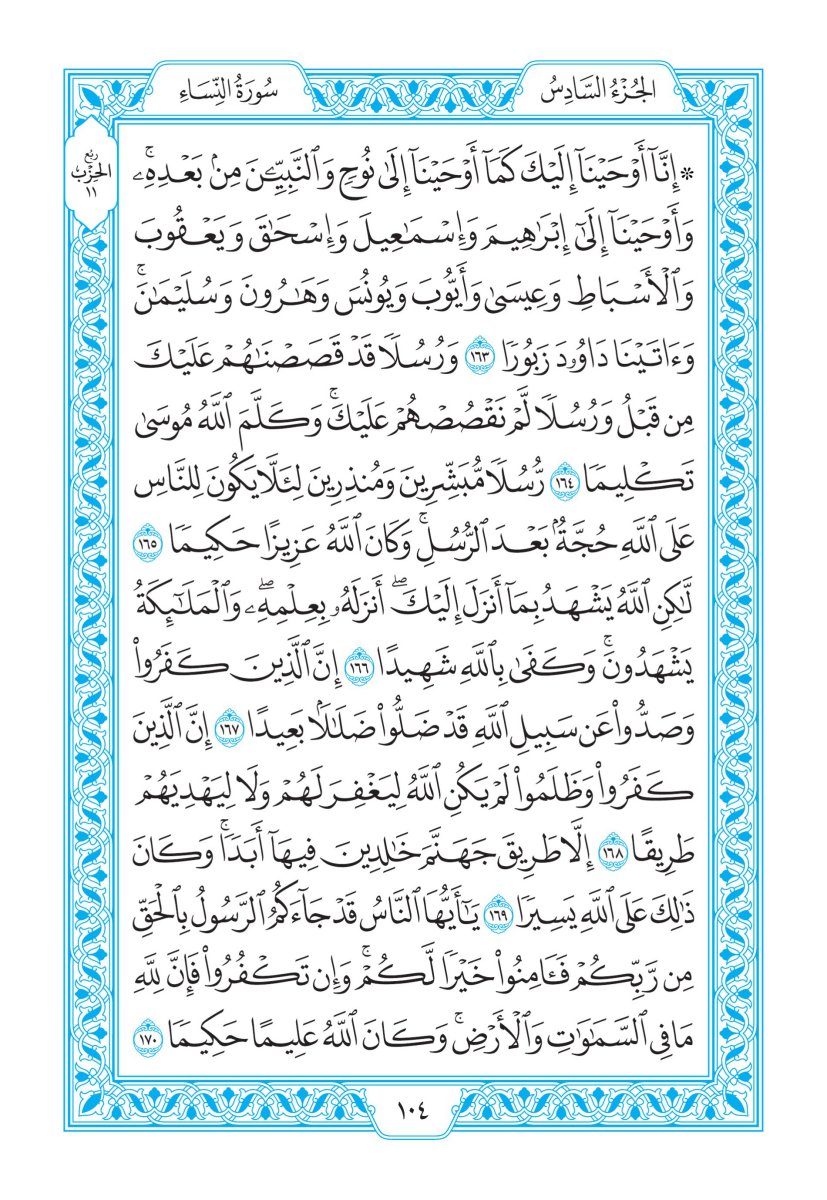 الجُزْءُ السَّادِسُ
سُورَةُ النِّسَاءِ
رُبْعُ
الحِزْبِ
١١
۞ إِنَّآ أَوۡحَيۡنَآ إِلَيۡكَ كَمَآ أَوۡحَيۡنَآ إِلَىٰ نُوحٖ وَٱلنَّبِيِّـۧنَ مِنۢ بَعۡدِهِۦۚ
وَأَوۡحَيۡنَآ إِلَىٰٓ إِبۡرَٰهِيمَ وَإِسۡمَٰعِيلَ وَإِسۡحَٰقَ وَيَعۡقُوبَ
وَٱلۡأَسۡبَاطِ وَعِيسَىٰ وَأَيُّوبَ وَيُونُسَ وَهَٰرُونَ وَسُلَيۡمَٰنَۚ
وَءَاتَيۡنَا دَاوُۥدَ زَبُورٗا ١٦٣ وَرُسُلٗا قَدۡ قَصَصۡنَٰهُمۡ عَلَيۡكَ
مِن قَبۡلُ وَرُسُلٗا لَّمۡ نَقۡصُصۡهُمۡ عَلَيۡكَۚ وَكَلَّمَ ٱللَّهُ مُوسَىٰ
تَكۡلِيمٗا ١٦٤ رُّسُلٗا مُّبَشِّرِينَ وَمُنذِرِينَ لِئَلَّا يَكُونَ لِلنَّاسِ
عَلَى ٱللَّهِ حُجَّةُۢ بَعۡدَ ٱلرُّسُلِۚ وَكَانَ ٱللَّهُ عَزِيزًا حَكِيمٗا ١٦٥
لَّٰكِنِ ٱللَّهُ يَشۡهَدُ بِمَآ أَنزَلَ إِلَيۡكَۖ أَنزَلَهُۥ بِعِلۡمِهِۦۖ وَٱلۡمَلَٰٓئِكَةُ
يَشۡهَدُونَۚ وَكَفَىٰ بِٱللَّهِ شَهِيدًا ١٦٦ إِنَّ ٱلَّذِينَ كَفَرُواْ
وَصَدُّواْ عَن سَبِيلِ ٱللَّهِ قَدۡ ضَلُّواْ ضَلَٰلَۢا بَعِيدًا ١٦٧ إِنَّ ٱلَّذِينَ
كَفَرُواْ وَظَلَمُواْ لَمۡ يَكُنِ ٱللَّهُ لِيَغۡفِرَ لَهُمۡ وَلَا لِيَهۡدِيَهُمۡ
طَرِيقًا ١٦٨ إِلَّا طَرِيقَ جَهَنَّمَ خَٰلِدِينَ فِيهَآ أَبَدٗاۚ وَكَانَ
ذَٰلِكَ عَلَى ٱللَّهِ يَسِيرٗا ١٦٩ يَٰٓأَيُّهَا ٱلنَّاسُ قَدۡ جَآءَكُمُ ٱلرَّسُولُ بِٱلۡحَقِّ
مِن رَّبِّكُمۡ فَـَٔامِنُواْ خَيۡرٗا لَّكُمۡۚ وَإِن تَكۡفُرُواْ فَإِنَّ لِلَّهِ
مَا فِي ٱلسَّمَٰوَٰتِ وَٱلۡأَرۡضِۚ وَكَانَ ٱللَّهُ عَلِيمًا حَكِيمٗا ١٧٠
١٠٤